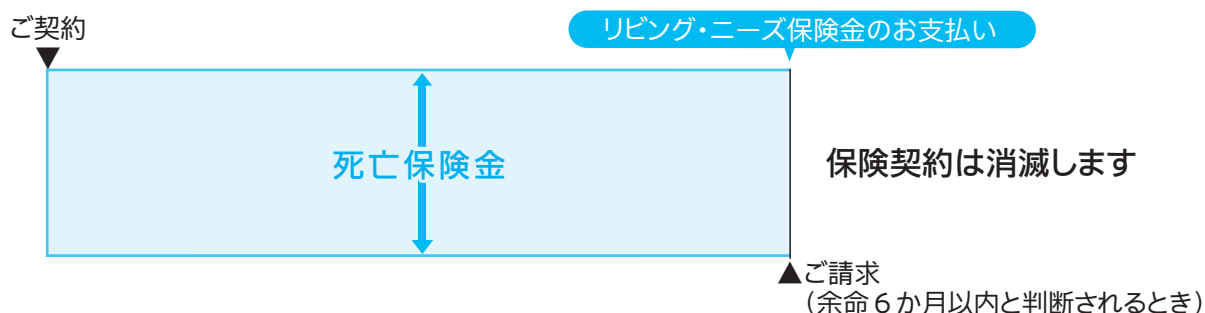 ご契約
▼
リビング・ニーズ保険金のお支払い
死亡保険金
保険契約は消滅します
▲ご請求
(余命6か月以内と判断されるとき)